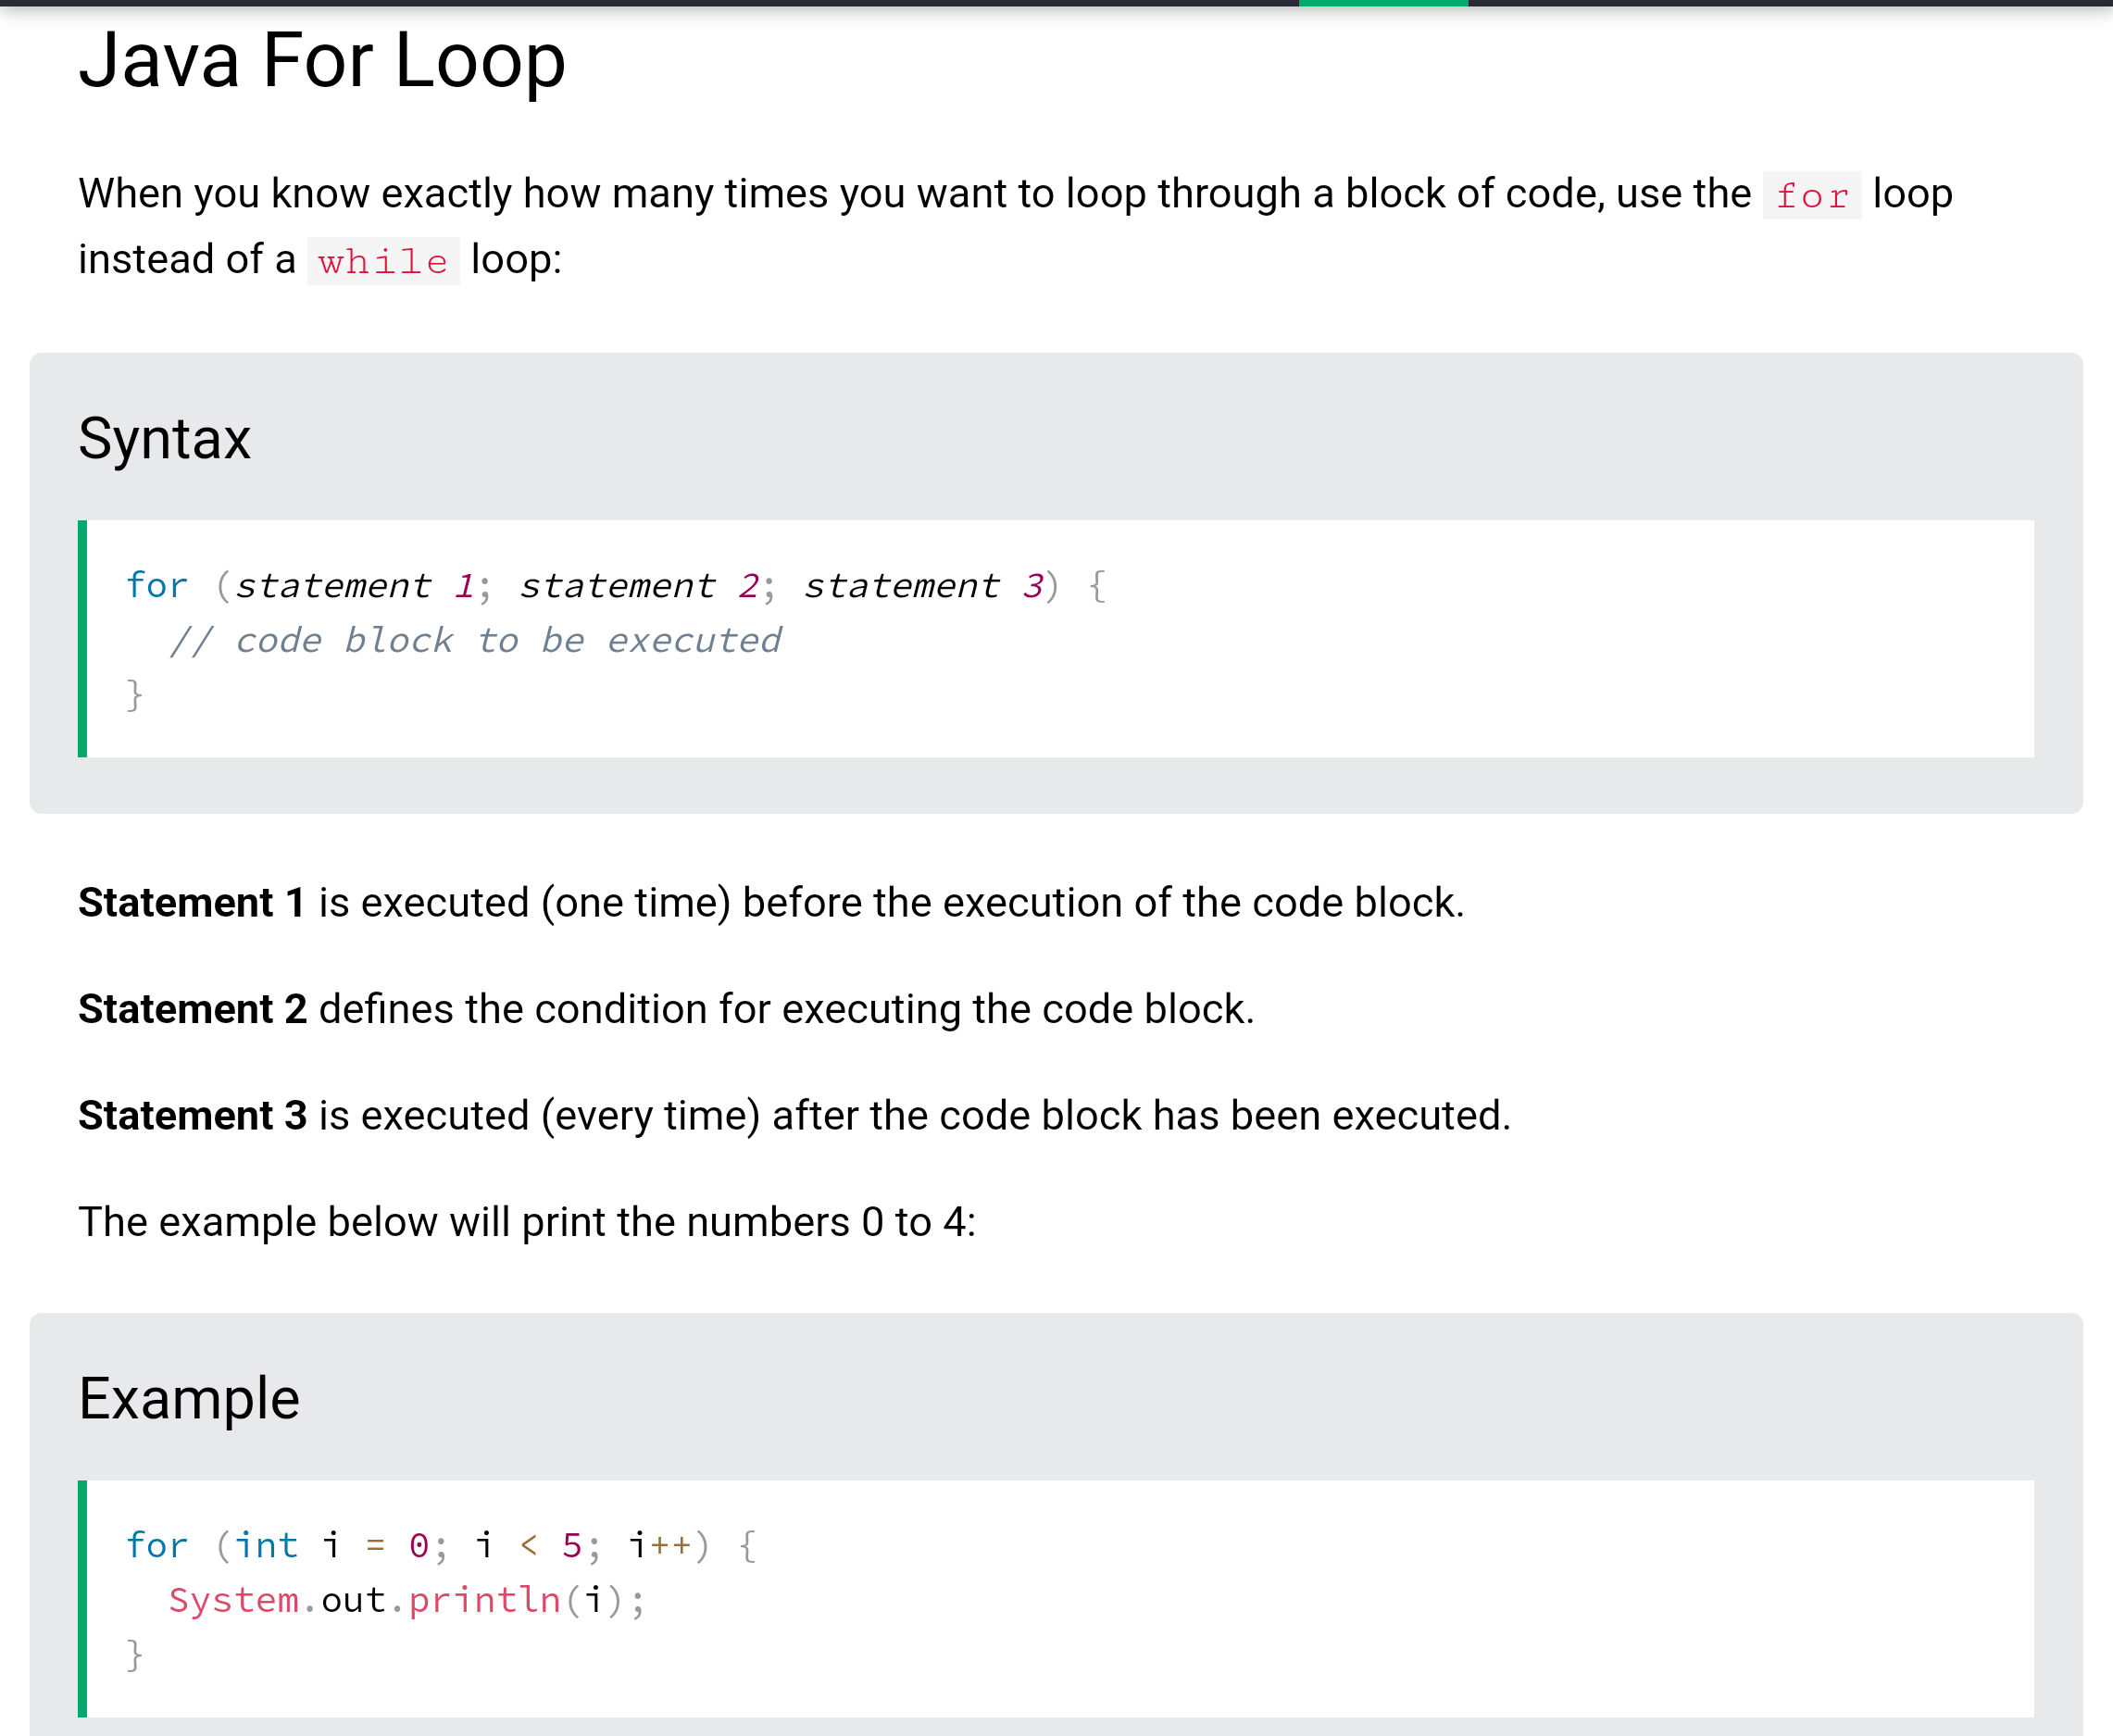 Java For Loop
When you know exactly how many times you want to loop through a block of code, use the for loop
instead of a while loop:
Syntax
for (statement 1; statement 2; statement 3) {
  // code block to be executed
}
Statement 1 is executed (one time) before the execution of the code block.
Statement 2 defines the condition for executing the code block.
Statement 3 is executed (every time) after the code block has been executed.
The example below will print the numbers 0 to 4:
Example
for (int i = 0; i < 5; i++) {
  System.out.println(i);
}